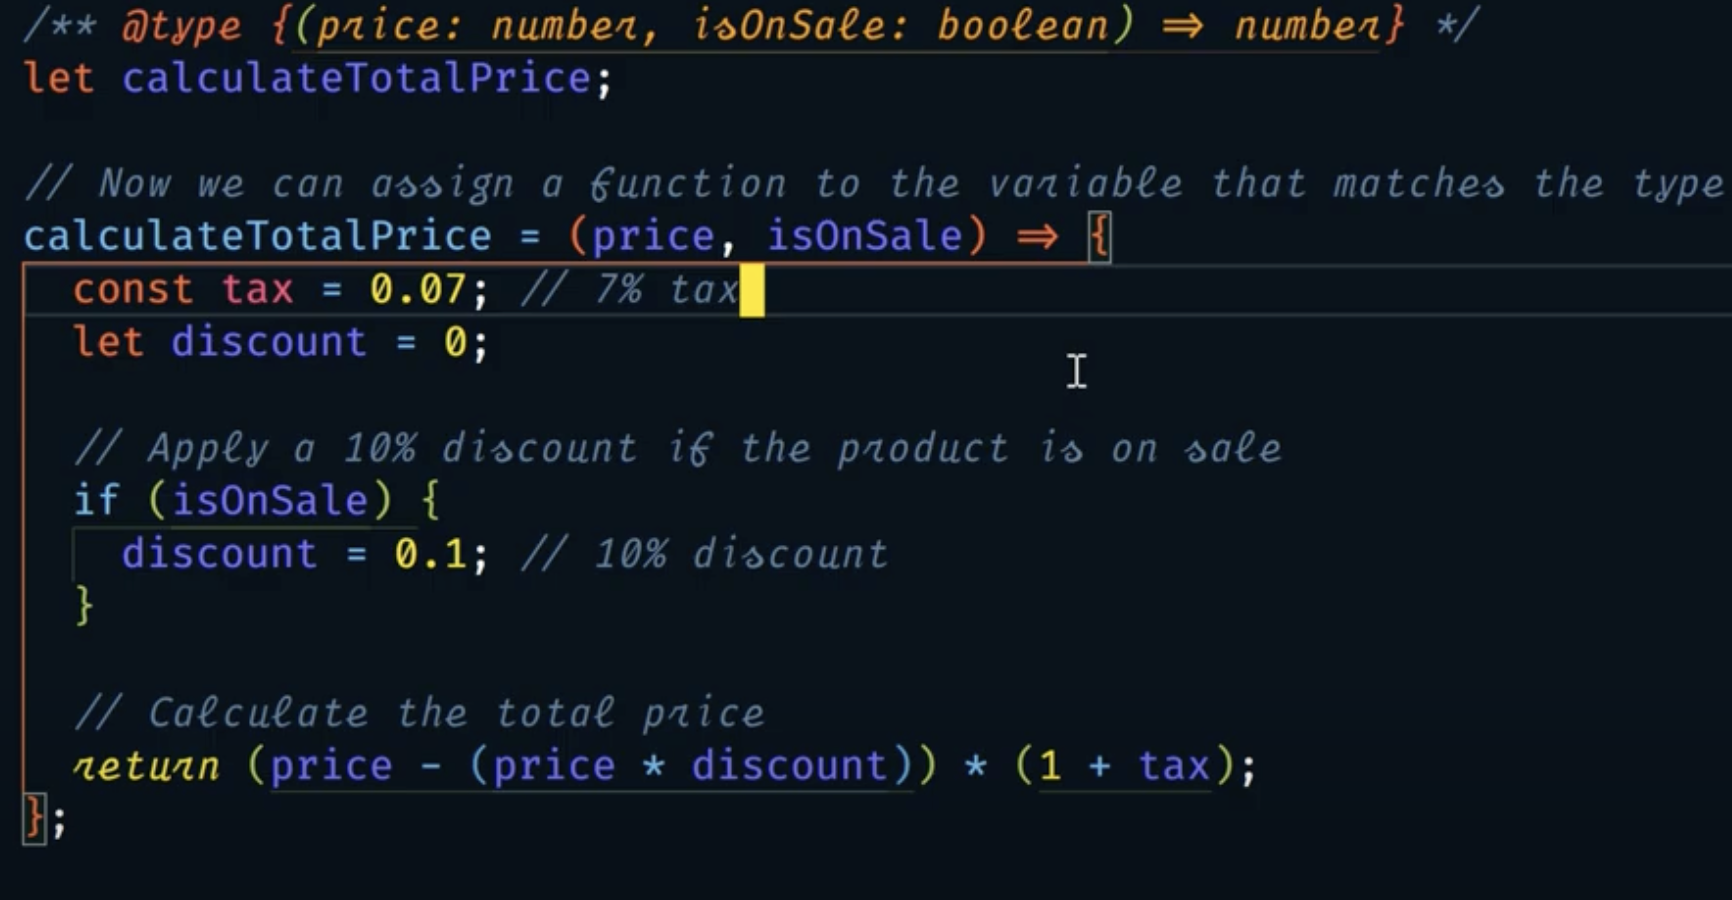 /** @type {(price: number, isOnSale: boolean) => number} */
let calculateTotalPrice;
// Now we can assign a function to the variable that matches the type
calculateTotalPrice = (price, isOnSale) => {
const tax = 0.07; // 7% tax
let discount = 0;
// Apply a 10% discount if the product is on sale
if (isOnSale) {
discount = 0.1; // 10% discount
}
// Calculate the total price
return (price - (price * discount)) * (1 + tax);
};